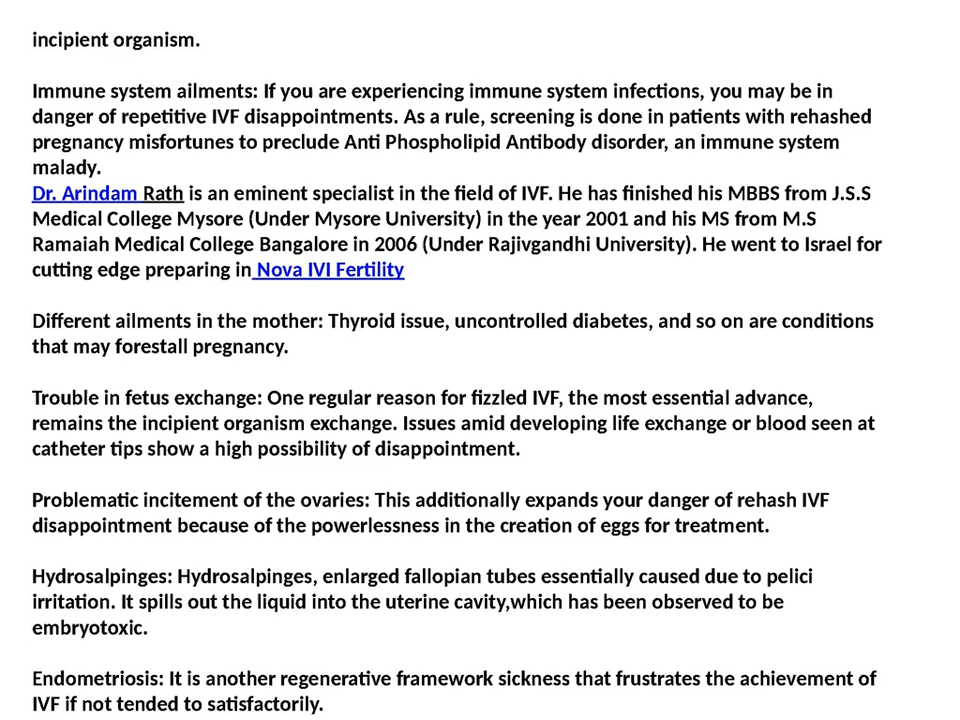 incipient organism.
Immune system ailments: If you are experiencing immune system infections, you may be in
danger of repetitive IVF disappointments. As a rule, screening is done in patients with rehashed
pregnancy misfortunes to preclude Anti Phospholipid Antibody disorder, an immune system
malady.
Dr. Arindam Rath is an eminent specialist in the field of IVF. He has finished his MBBS from J.S.S
Medical College Mysore (Under Mysore University) in the year 2001 and his MS from M.S
Ramaiah Medical College Bangalore in 2006 (Under Rajivgandhi University). He went to Israel for
cutting edge preparing in Nova IVI Fertility
Different ailments in the mother: Thyroid issue, uncontrolled diabetes, and so on are conditions
that may forestall pregnancy.
Trouble in fetus exchange: One regular reason for fizzled IVF, the most essential advance,
remains the incipient organism exchange. Issues amid developing life exchange or blood seen at
catheter tips show a high possibility of disappointment.
Problematic incitement of the ovaries: This additionally expands your danger of rehash IVF
disappointment because of the powerlessness in the creation of eggs for treatment.
Hydrosalpinges: Hydrosalpinges, enlarged fallopian tubes essentially caused due to pelici
irritation. It spills out the liquid into the uterine cavity,which has been observed to be
embryotoxic.
Endometriosis: It is another regenerative framework sickness that frustrates the achievement of
IVF if not tended to satisfactorily.